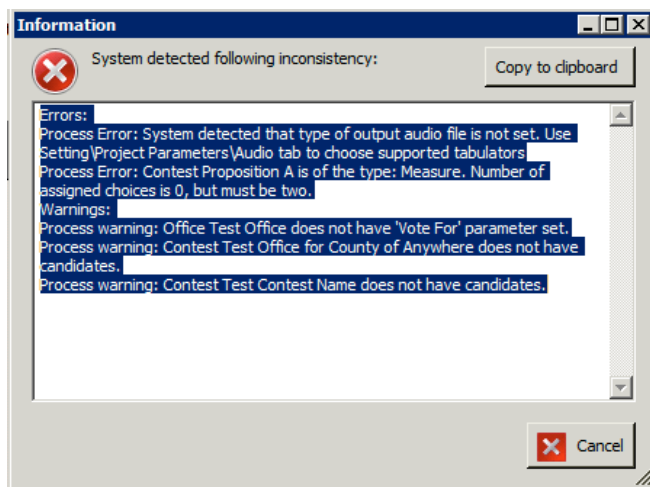 Information
System detected following inconsistency:
Copy to clipboard
Errors:
Process Error: System detected that type of output audio file is not set. Use
Setting\Project Parameters\Audio tab to choose supported tabulators
Process Error: Contest Proposition A is of the type: Measure. Number of
assigned choices is 0, but must be two.
Warnings:
Process warning: Office Test Office does not have 'Vote For' parameter set.
Process warning: Contest Test Office for County of Anywhere does not have
candidates.
Process warning: Contest Test Contest Name does not have candidates.
Cancel